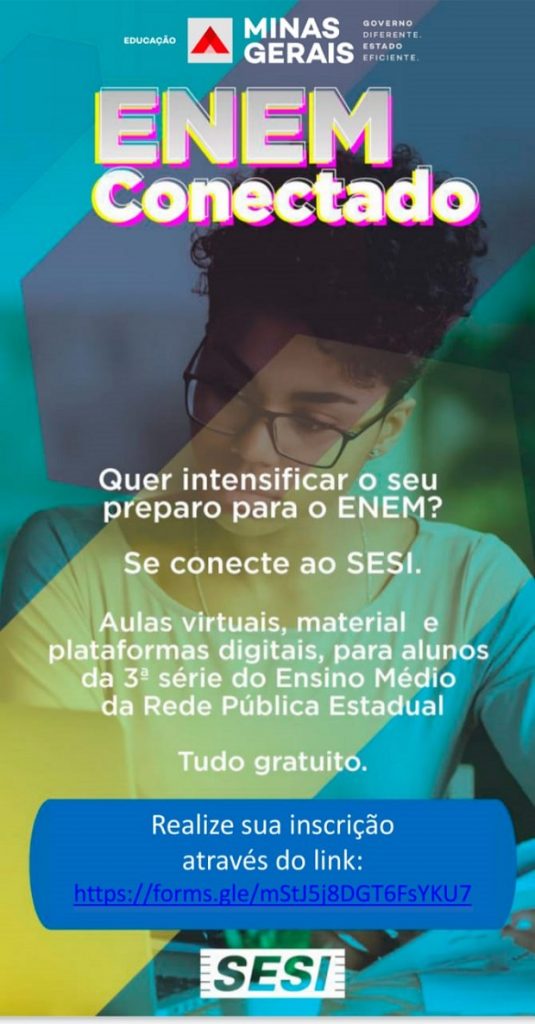 EDUCAÇÃO
MINAS
GERAIS
GOVERNO
DIFERENTE.
ESTADO
EFICIENTE.
ENEM
Conectado
Quer intensificar o seu
preparo para o ENEM?
Se conecte ao SESI.
Aulas virtuais, material e
plataformas digitais, para alunos
da 3ª série do Ensino Médio
da Rede Pública Estadual
Tudo gratuito.
Realize sua inscrição
através do link:
https://forms.gle/mStJ5j8DGT6FsYKU7
SESI